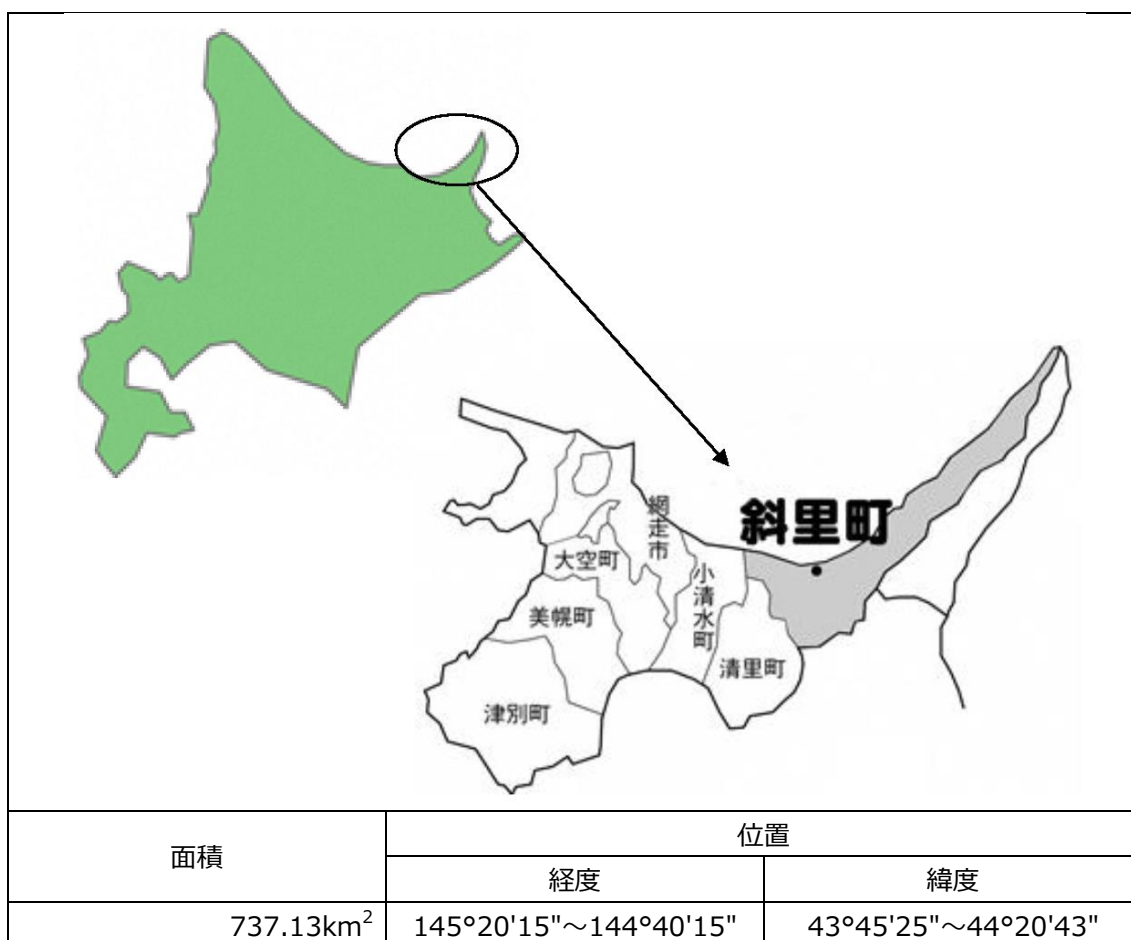 斜里町
網走市
大空町
小清水町
美幌町
清里町
津別町
面積
位置
経度
緯度
737.13km²
145°20'15"～144°40'15"
43°45'25"～44°20'43"